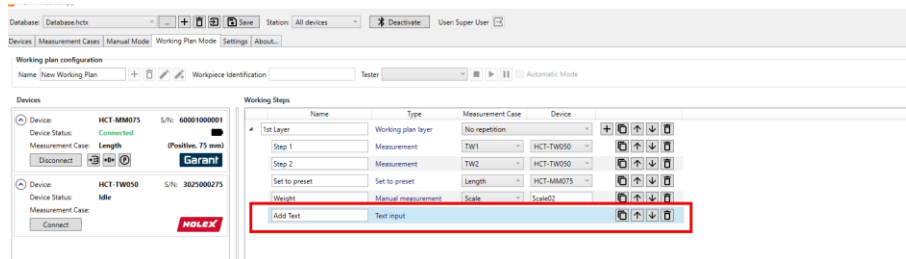 Database: Database.hctx ... Save Station: All devices Deactivate User: Super User
Devices Measurement Cases Manual Mode Working Plan Mode Settings About...
Working plan configuration
Name New Working Plan Workpiece Identification Tester Automatic Mode
Devices
Device: HCT-MM075 S/N: 60001000001
Device Status: Connected
Measurement Case: Length (Positive, 75 mm)
Disconnect Garant
Device: HCT-TW050 S/N: 3025000275
Device Status: Idle
Measurement Case:
Connect HOLEX
Working Steps
Name Type Measurement Case Device
1st Layer Working plan layer No repetition
Step 1 Measurement TW1 HCT-TW050
Step 2 Measurement TW2 HCT-TW050
Set to preset Set to preset Length HCT-MM075
Weight Manual measurement Scale Scale02
Add Text Text input